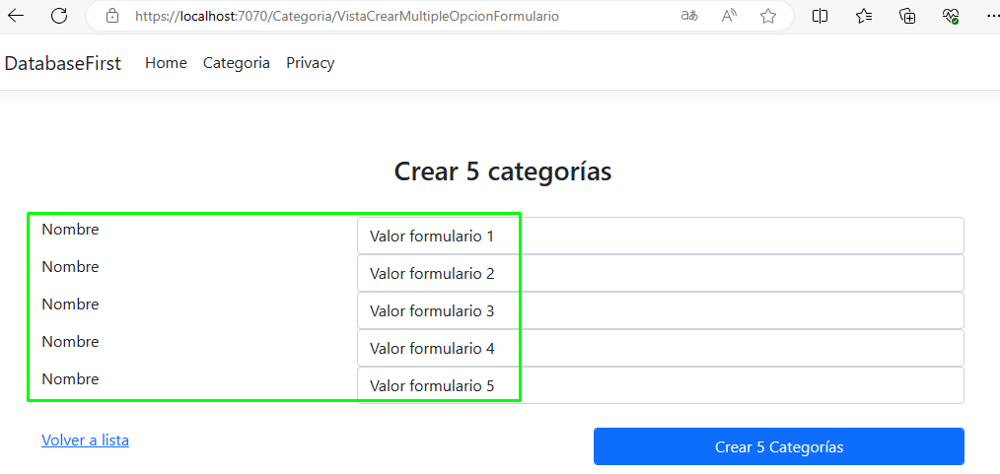 https://localhost:7070/Categoria/VistaCrearMultipleOpcionFormulario
DatabaseFirst Home Categoria Privacy
Crear 5 categorías
Nombre Valor formulario 1
Nombre Valor formulario 2
Nombre Valor formulario 3
Nombre Valor formulario 4
Nombre Valor formulario 5
Volver a lista Crear 5 Categorías